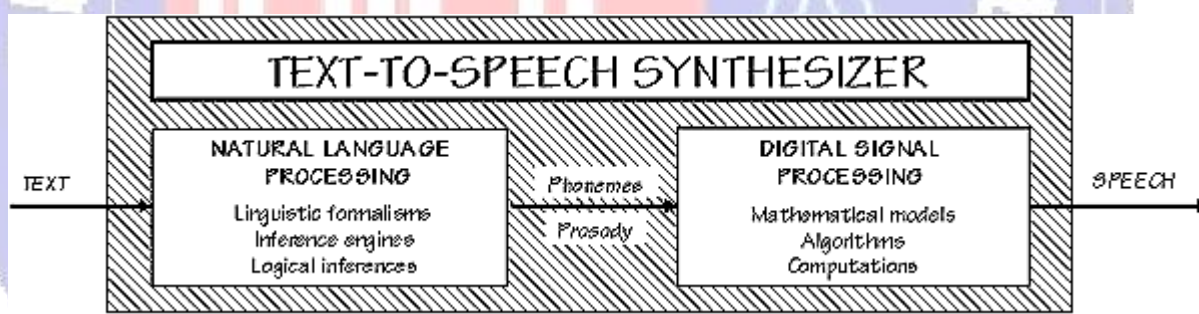 TEXT-TO-SPEECH SYNTHESIZER
TEXT
NATURAL LANGUAGE
PROCESSING
Linguistic formalisms
Inference engines
Logical inferences
Phonemes
Prosody
DIGITAL SIGNAL
PROCESSING
Mathematical models
Algorithms
Computations
SPEECH